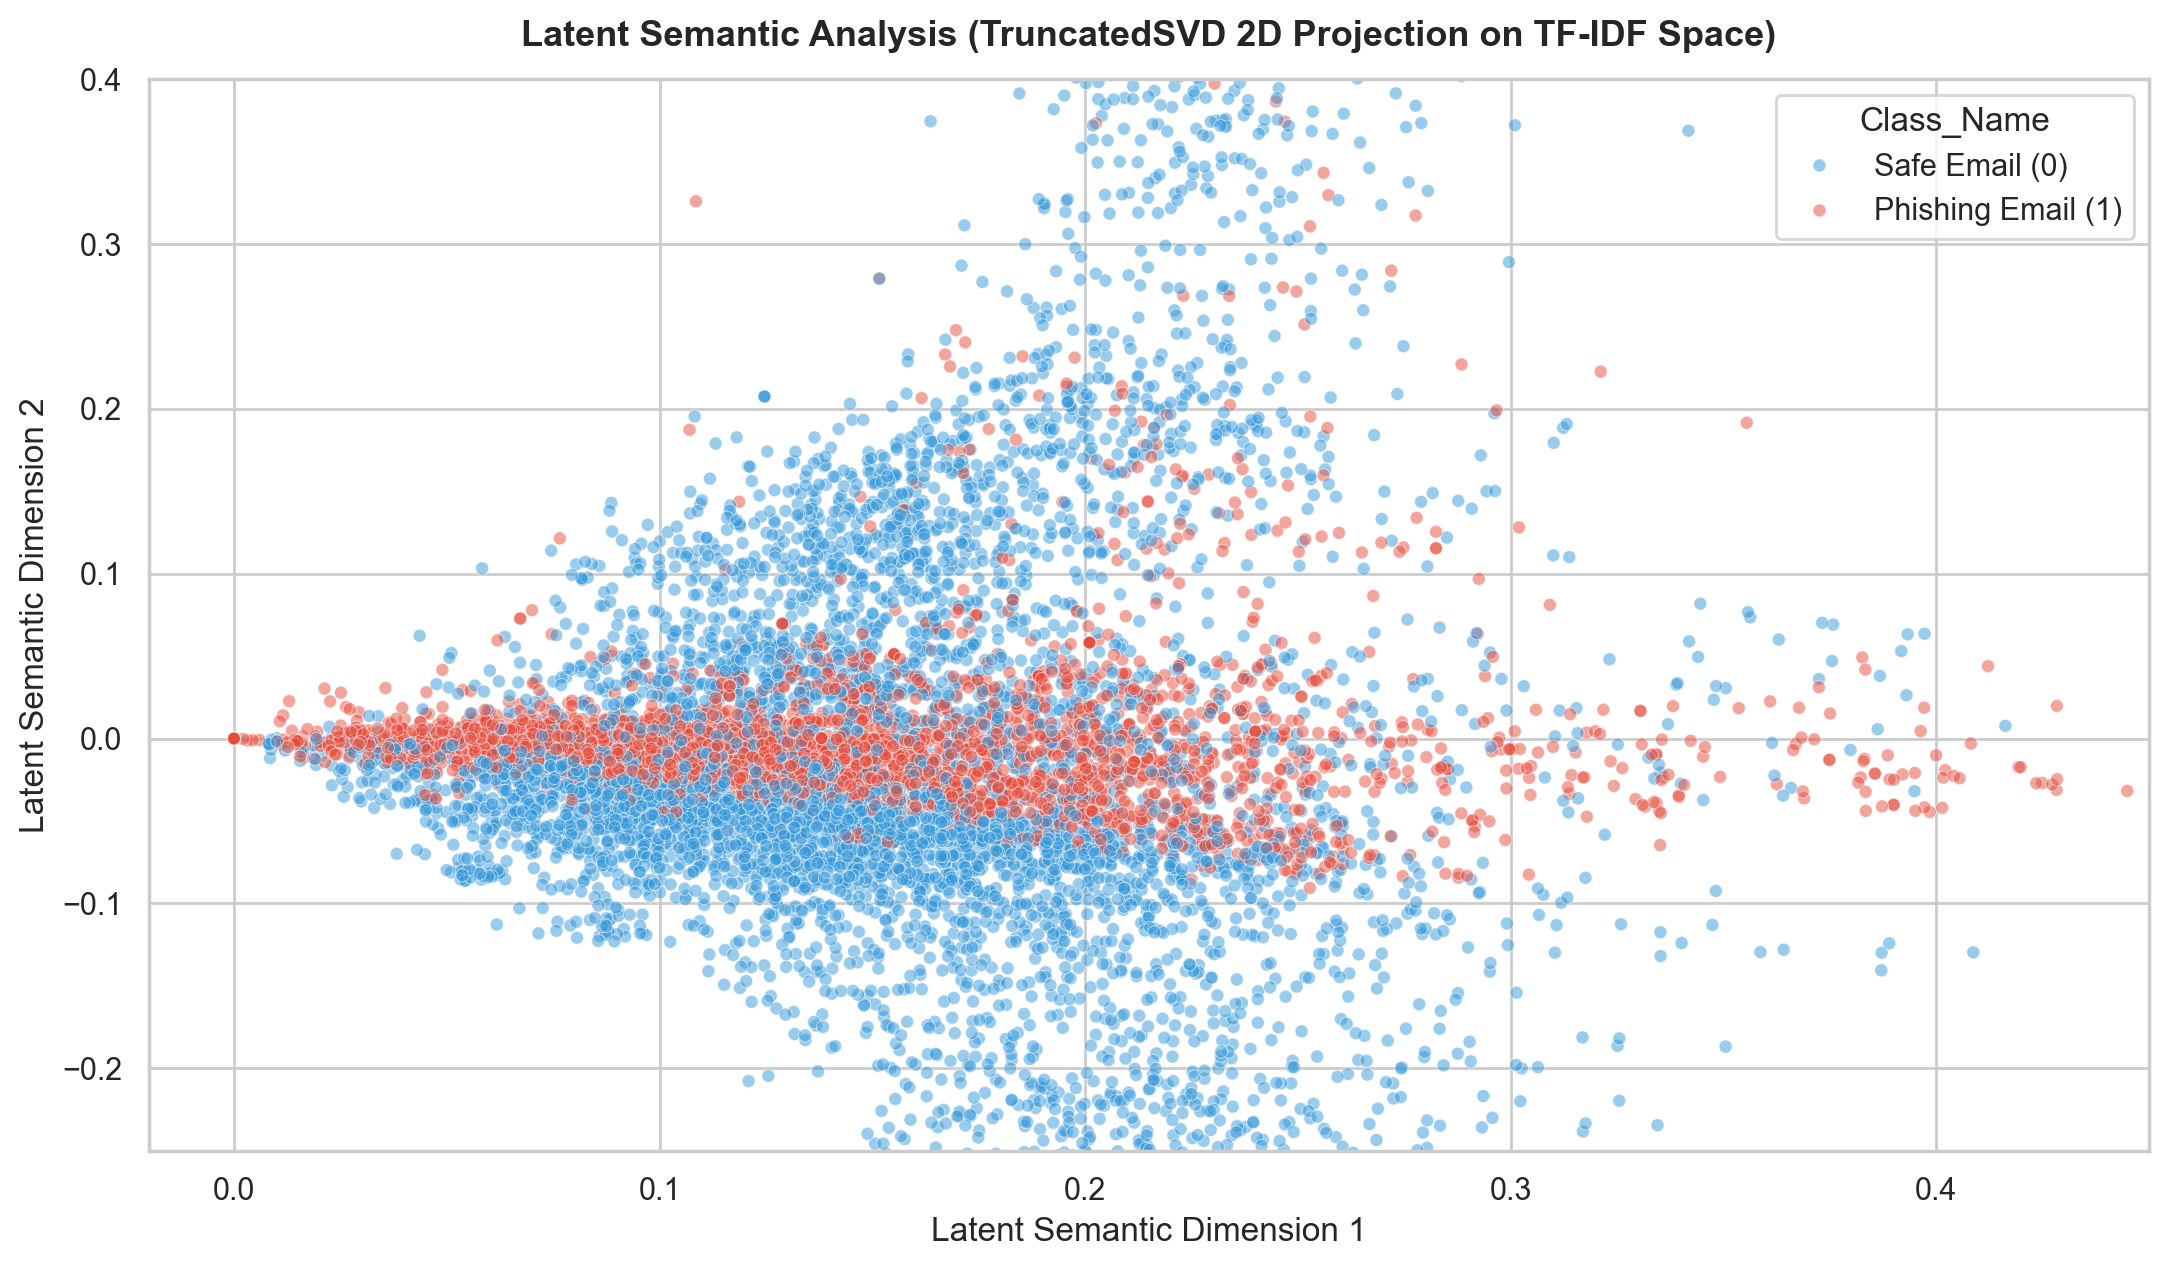 Latent Semantic Analysis (TruncatedSVD 2D Projection on TF-IDF Space)
Class_Name
Safe Email (0)
Phishing Email (1)
Latent Semantic Dimension 2
0.4
0.3
0.2
0.1
0.0
−0.1
−0.2
0.0
0.1
0.2
0.3
0.4
Latent Semantic Dimension 1